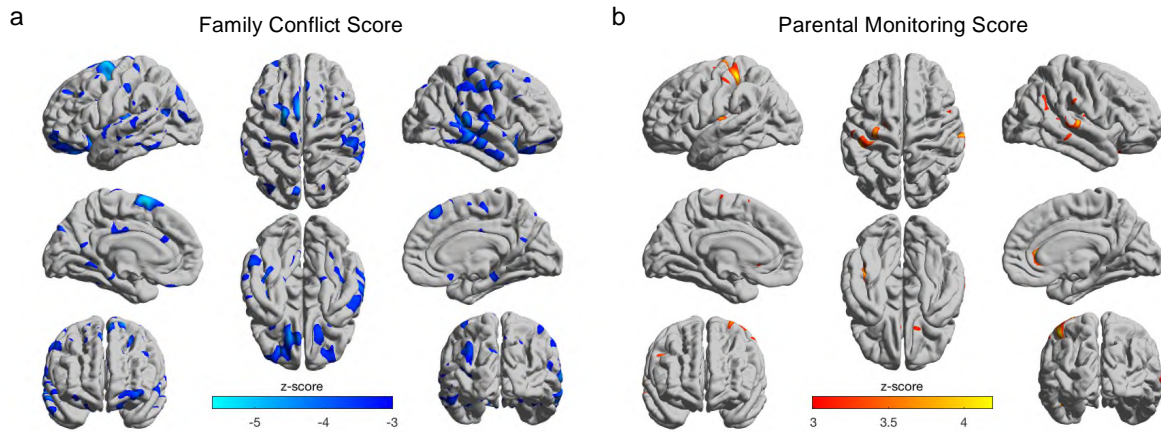 a
Family Conflict Score
z-score
-5 -4 -3
b
Parental Monitoring Score
z-score
3 3.5 4